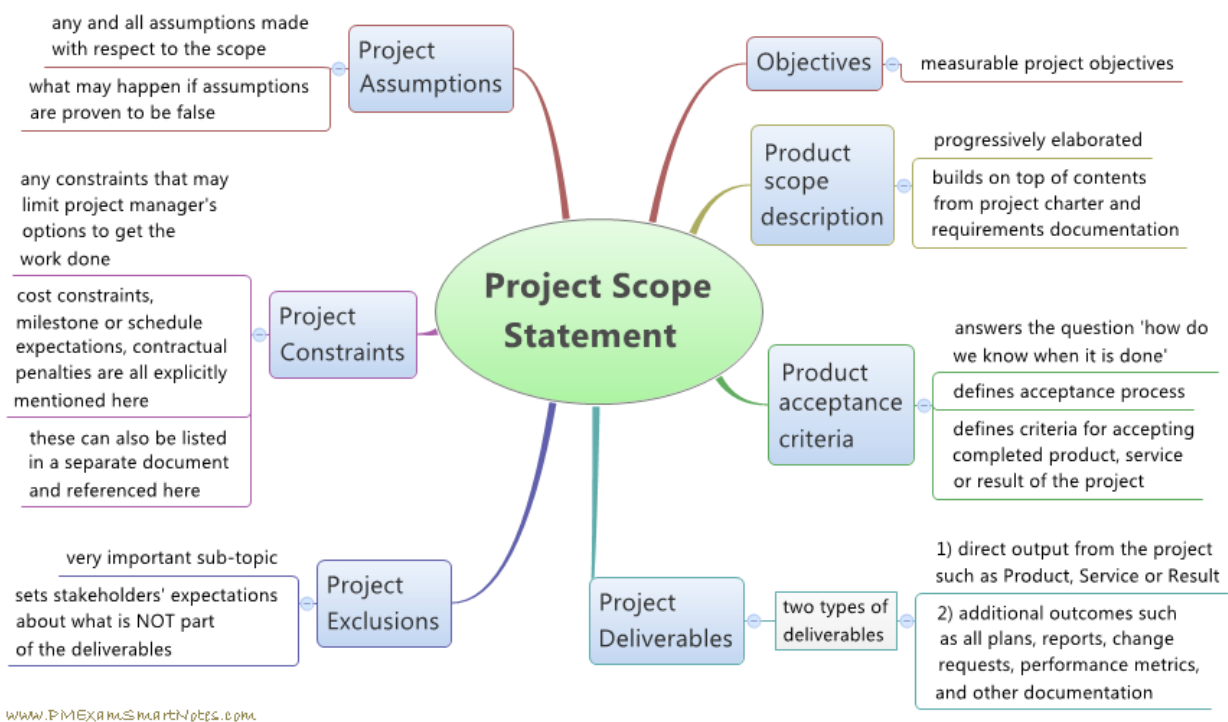 Project Scope
Statement
Objectives
measurable project objectives
Product
scope
description
progressively elaborated
builds on top of contents
from project charter and
requirements documentation
Product
acceptance
criteria
answers the question 'how do
we know when it is done'
defines acceptance process
defines criteria for accepting
completed product, service
or result of the project
Project
Deliverables
two types of
deliverables
1) direct output from the project
such as Product, Service or Result
2) additional outcomes such
as all plans, reports, change
requests, performance metrics,
and other documentation
Project
Exclusions
very important sub-topic
sets stakeholders' expectations
about what is NOT part
of the deliverables
Project
Constraints
any constraints that may
limit project manager's
options to get the
work done
cost constraints,
milestone or schedule
expectations, contractual
penalties are all explicitly
mentioned here
these can also be listed
in a separate document
and referenced here
Project
Assumptions
any and all assumptions made
with respect to the scope
what may happen if assumptions
are proven to be false
www.PMExamSmartNotes.com